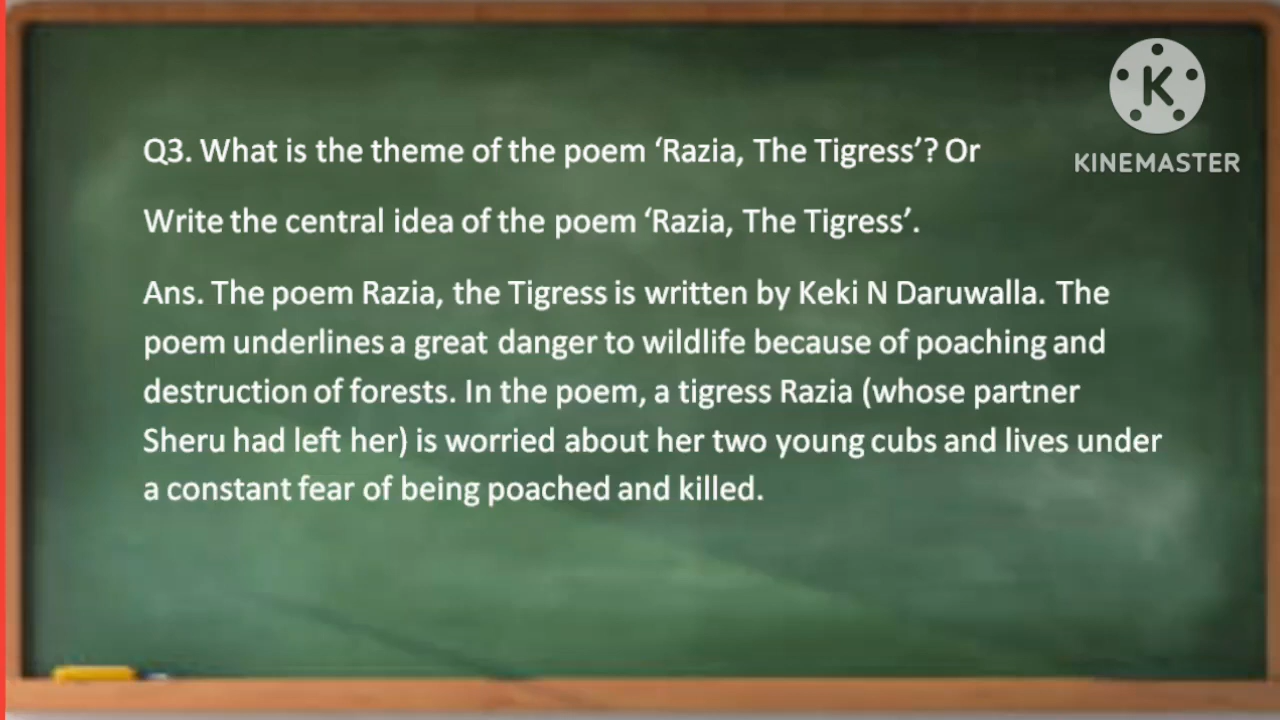 K
KINEMASTER
Q3. What is the theme of the poem ‘Razia, The Tigress’? Or
Write the central idea of the poem ‘Razia, The Tigress’.
Ans. The poem Razia, the Tigress is written by Keki N Daruwalla. The
poem underlines a great danger to wildlife because of poaching and
destruction of forests. In the poem, a tigress Razia (whose partner
Sheru had left her) is worried about her two young cubs and lives under
a constant fear of being poached and killed.